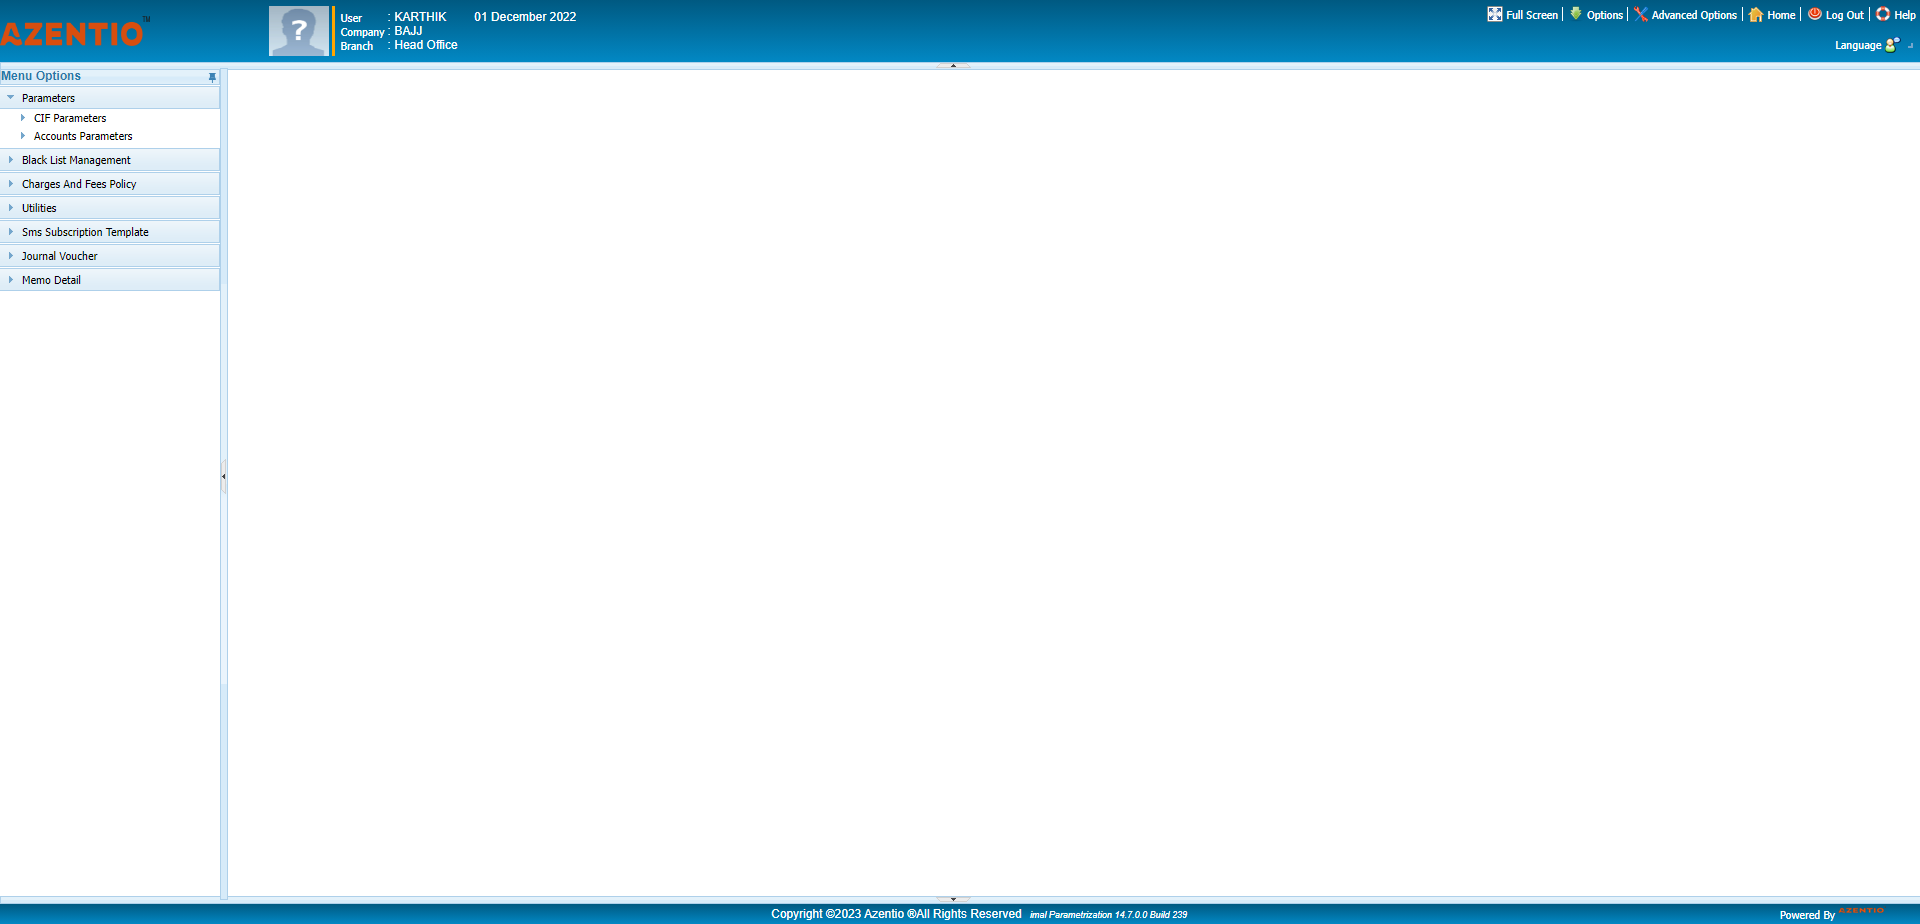 AZENTIO™
User : KARTHIK 01 December 2022
Company : BAJJ
Branch : Head Office
Full Screen Options Advanced Options Home Log Out Help
Language
Menu Options
Parameters
CIF Parameters
Accounts Parameters
Black List Management
Charges And Fees Policy
Utilities
Sms Subscription Template
Journal Voucher
Memo Detail
Copyright ©2023 Azentio ®All Rights Reserved imal Parametrization 14.7.0.0 Build 239
Powered By AZENTIO